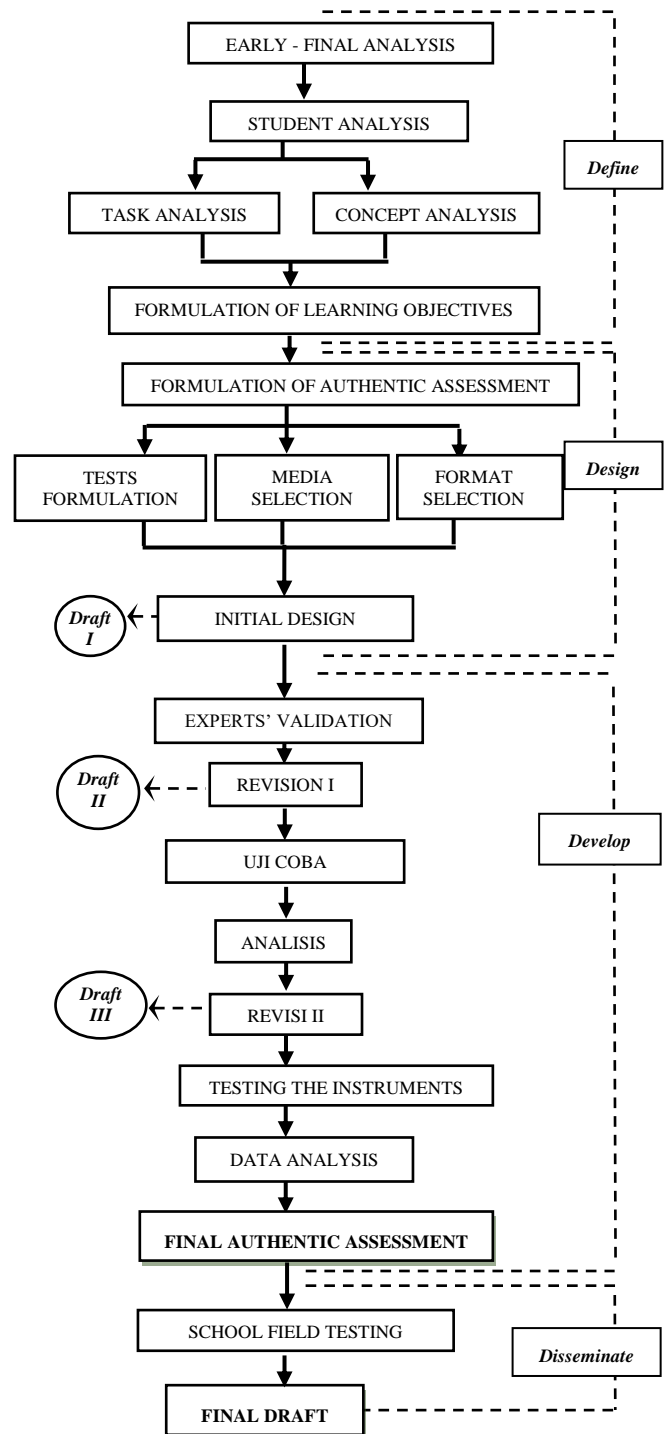 EARLY - FINAL ANALYSIS
STUDENT ANALYSIS
Define
TASK ANALYSIS
CONCEPT ANALYSIS
FORMULATION OF LEARNING OBJECTIVES
FORMULATION OF AUTHENTIC ASSESSMENT
TESTS
FORMULATION
MEDIA
SELECTION
FORMAT
SELECTION
Design
Draft
I
INITIAL DESIGN
EXPERTS’ VALIDATION
Draft
II
REVISION I
Develop
UJI COBA
ANALISIS
Draft
III
REVISI II
TESTING THE INSTRUMENTS
DATA ANALYSIS
FINAL AUTHENTIC ASSESSMENT
SCHOOL FIELD TESTING
Disseminate
FINAL DRAFT